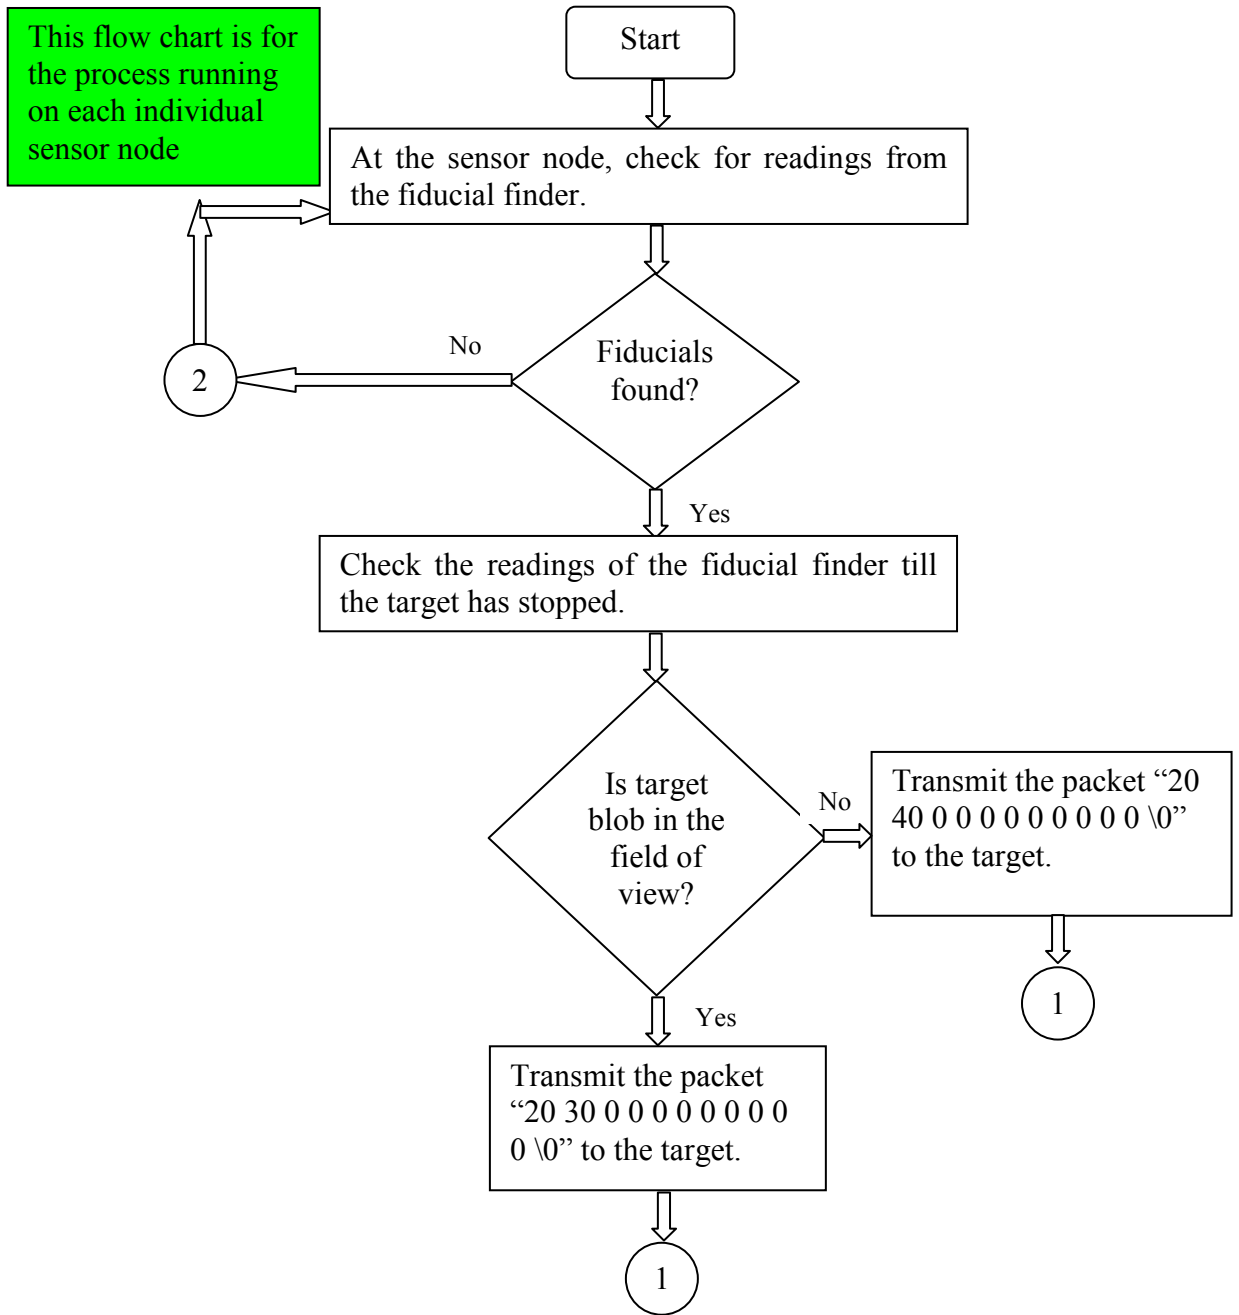 This flow chart is for
the process running
on each individual
sensor node
Start
At the sensor node, check for readings from
the fiducial finder.
No
Fiducials
found?
2
Yes
Check the readings of the fiducial finder till
the target has stopped.
Is target
blob in the
field of
view?
No
Transmit the packet “20
40 0 0 0 0 0 0 0 0 0 \0”
to the target.
1
Yes
Transmit the packet
“20 30 0 0 0 0 0 0 0 0
0 \0” to the target.
1